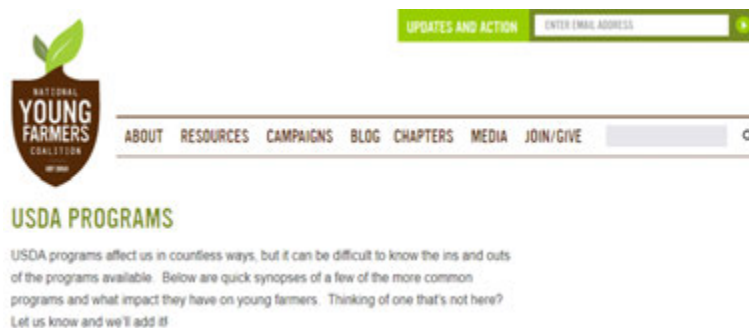 UPDATES AND ACTION
ENTER EMAIL ADDRESS
NATIONAL
YOUNG
FARMERS
COALITION
ABOUT RESOURCES CAMPAIGNS BLOG CHAPTERS MEDIA JOIN/GIVE
USDA PROGRAMS
USDA programs affect us in countless ways, but it can be difficult to know the ins and outs
of the programs available. Below are quick synopses of a few of the more common
programs and what impact they have on young farmers. Thinking of one that's not here?
Let us know and we'll add it!